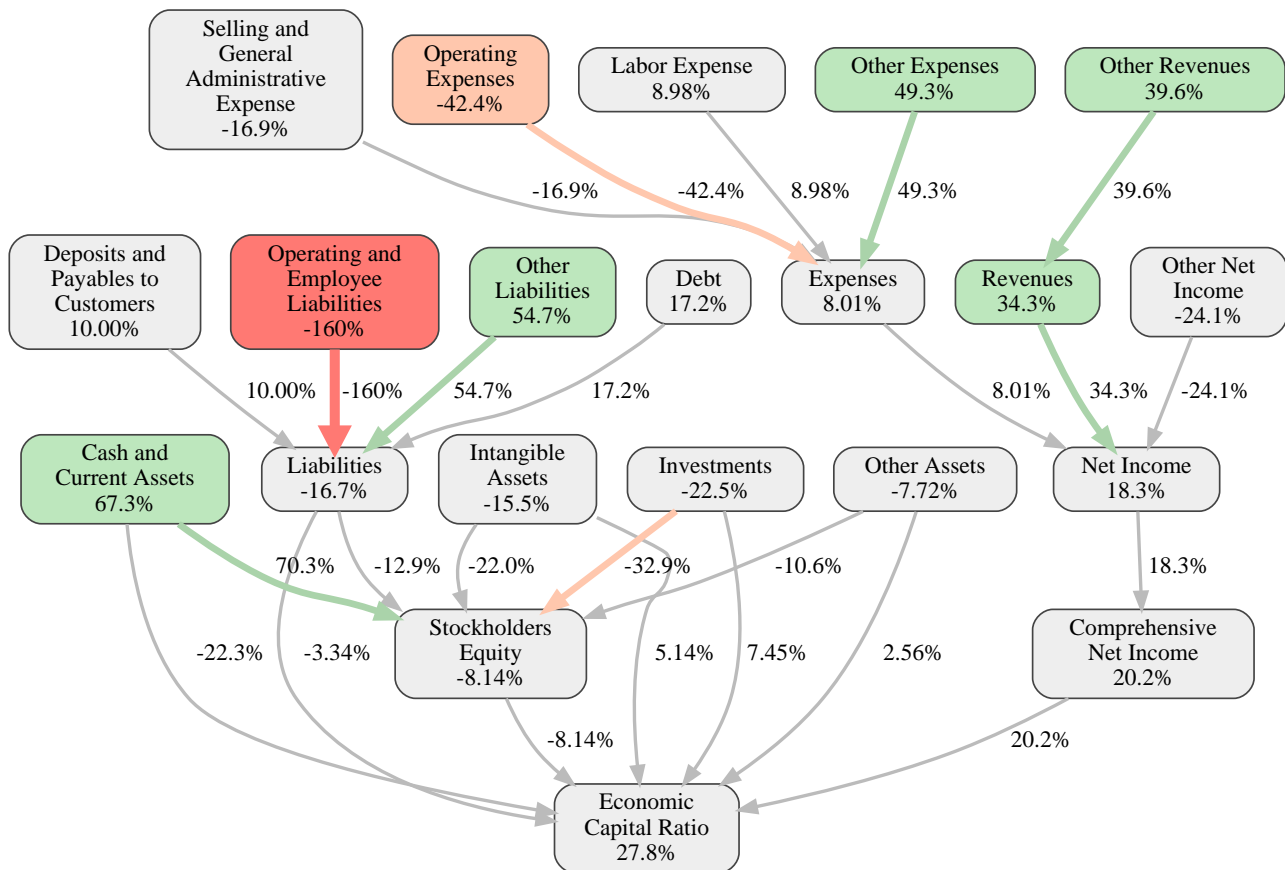 Selling and
General
Administrative
Expense
-16.9%
Operating
Expenses
-42.4%
Labor Expense
8.98%
Other Expenses
49.3%
Other Revenues
39.6%
-16.9%
-42.4%
8.98%
49.3%
39.6%
Deposits and
Payables to
Customers
10.00%
Operating and
Employee
Liabilities
-160%
Other
Liabilities
54.7%
Debt
17.2%
Expenses
8.01%
Revenues
34.3%
Other Net
Income
-24.1%
10.00%
-160%
54.7%
17.2%
8.01%
34.3%
-24.1%
Cash and
Current Assets
67.3%
Liabilities
-16.7%
Intangible
Assets
-15.5%
Investments
-22.5%
Other Assets
-7.72%
Net Income
18.3%
70.3%
-12.9%
-22.0%
-32.9%
-10.6%
18.3%
-22.3%
-3.34%
Stockholders
Equity
-8.14%
5.14%
7.45%
2.56%
Comprehensive
Net Income
20.2%
-8.14%
20.2%
Economic
Capital Ratio
27.8%